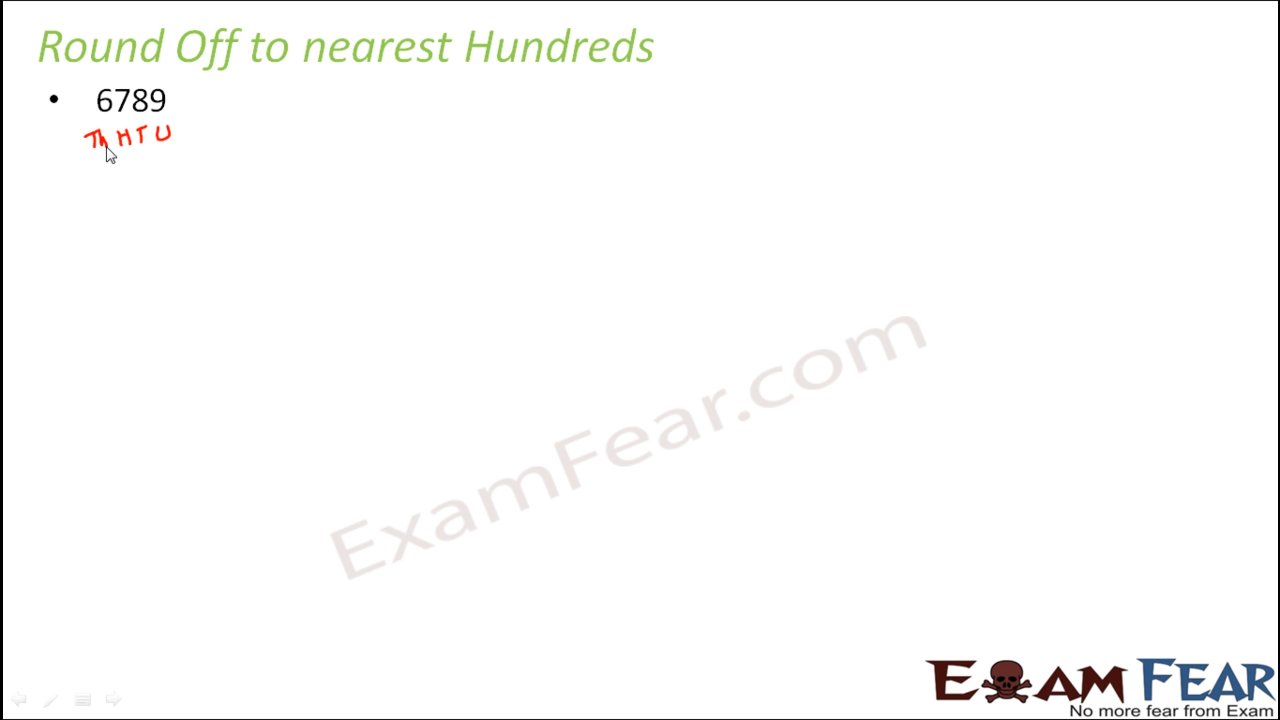 Round Off to nearest Hundreds
• 6789
Th H T U
ExamFear.com
EXAM FEAR
No more fear from Exam